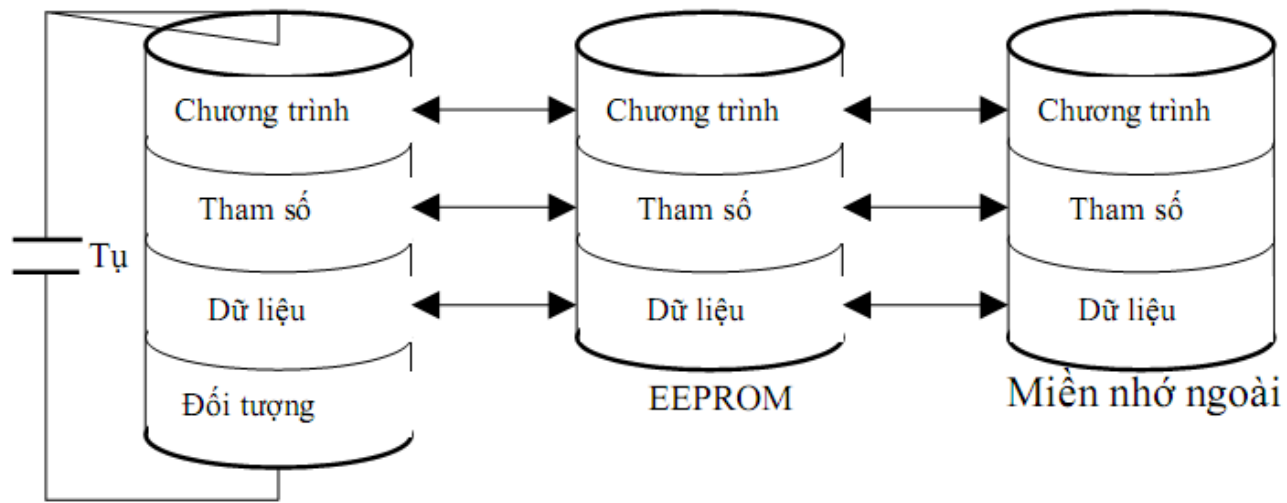 Chương trình
Chương trình
Chương trình
Tham số
Tham số
Tham số
Tụ
Dữ liệu
Dữ liệu
Dữ liệu
Đối tượng
EEPROM
Miền nhớ ngoài